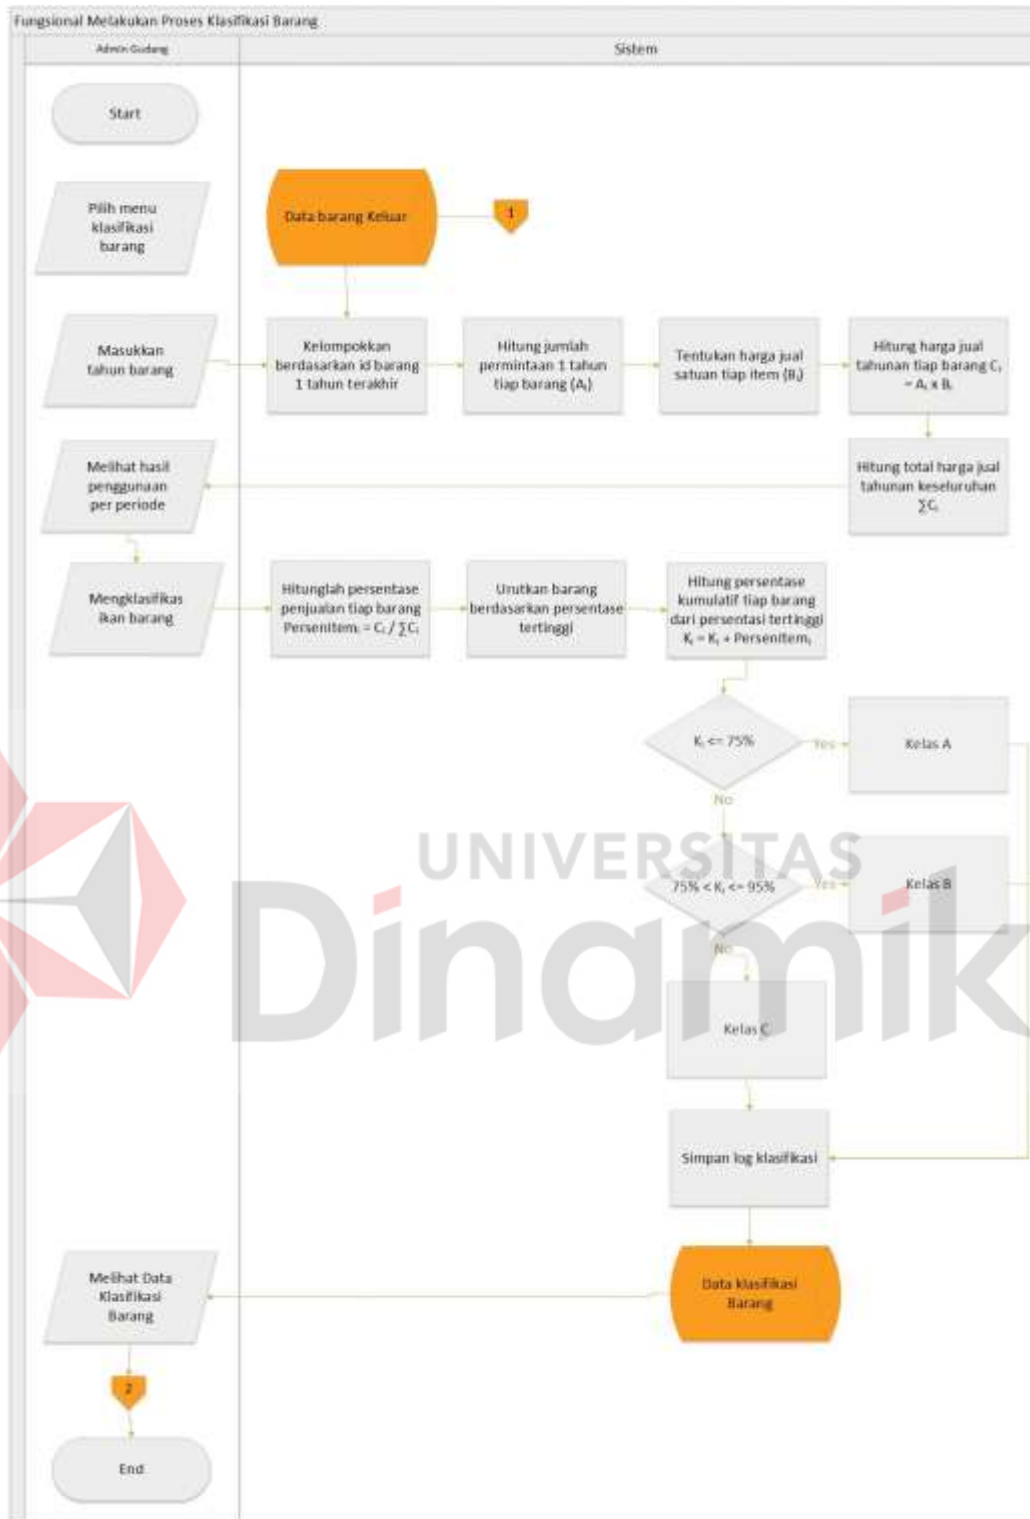 Fungsional Melakukan Proses Klasifikasi Barang
Admin Gudang
Sistem
Start
Pilih menu
klasifikasi
barang
Data barang Keluar
1
Masukkan
tahun barang
Kelompokkan
berdasarkan id barang
1 tahun terakhir
Hitung jumlah
permintaan 1 tahun
tiap barang (Aᵢ)
Tentukan harga jual
satuan tiap item (Bᵢ)
Hitung harga jual
tahunan tiap barang Cᵢ
= Aᵢ x Bᵢ
Melihat hasil
penggunaan
per periode
Hitung total harga jual
tahunan keseluruhan
∑Cᵢ
Mengklasifikas
ikan barang
Hitunglah persentase
penjualan tiap barang
PersenItemᵢ = Cᵢ / ∑Cᵢ
Urutkan barang
berdasarkan persentase
tertinggi
Hitung persentase
kumulatif tiap barang
dari persentasi tertinggi
Kᵢ = Kᵢ + PersenItemᵢ
Kᵢ <= 75%
Yes
Kelas A
No
UNIVERSITAS
Dinamik
75% < Kᵢ <= 95%
Yes
Kelas B
No
Kelas C
Simpan log klasifikasi
Melihat Data
Klasifikasi
Barang
Data klasifikasi
Barang
2
End